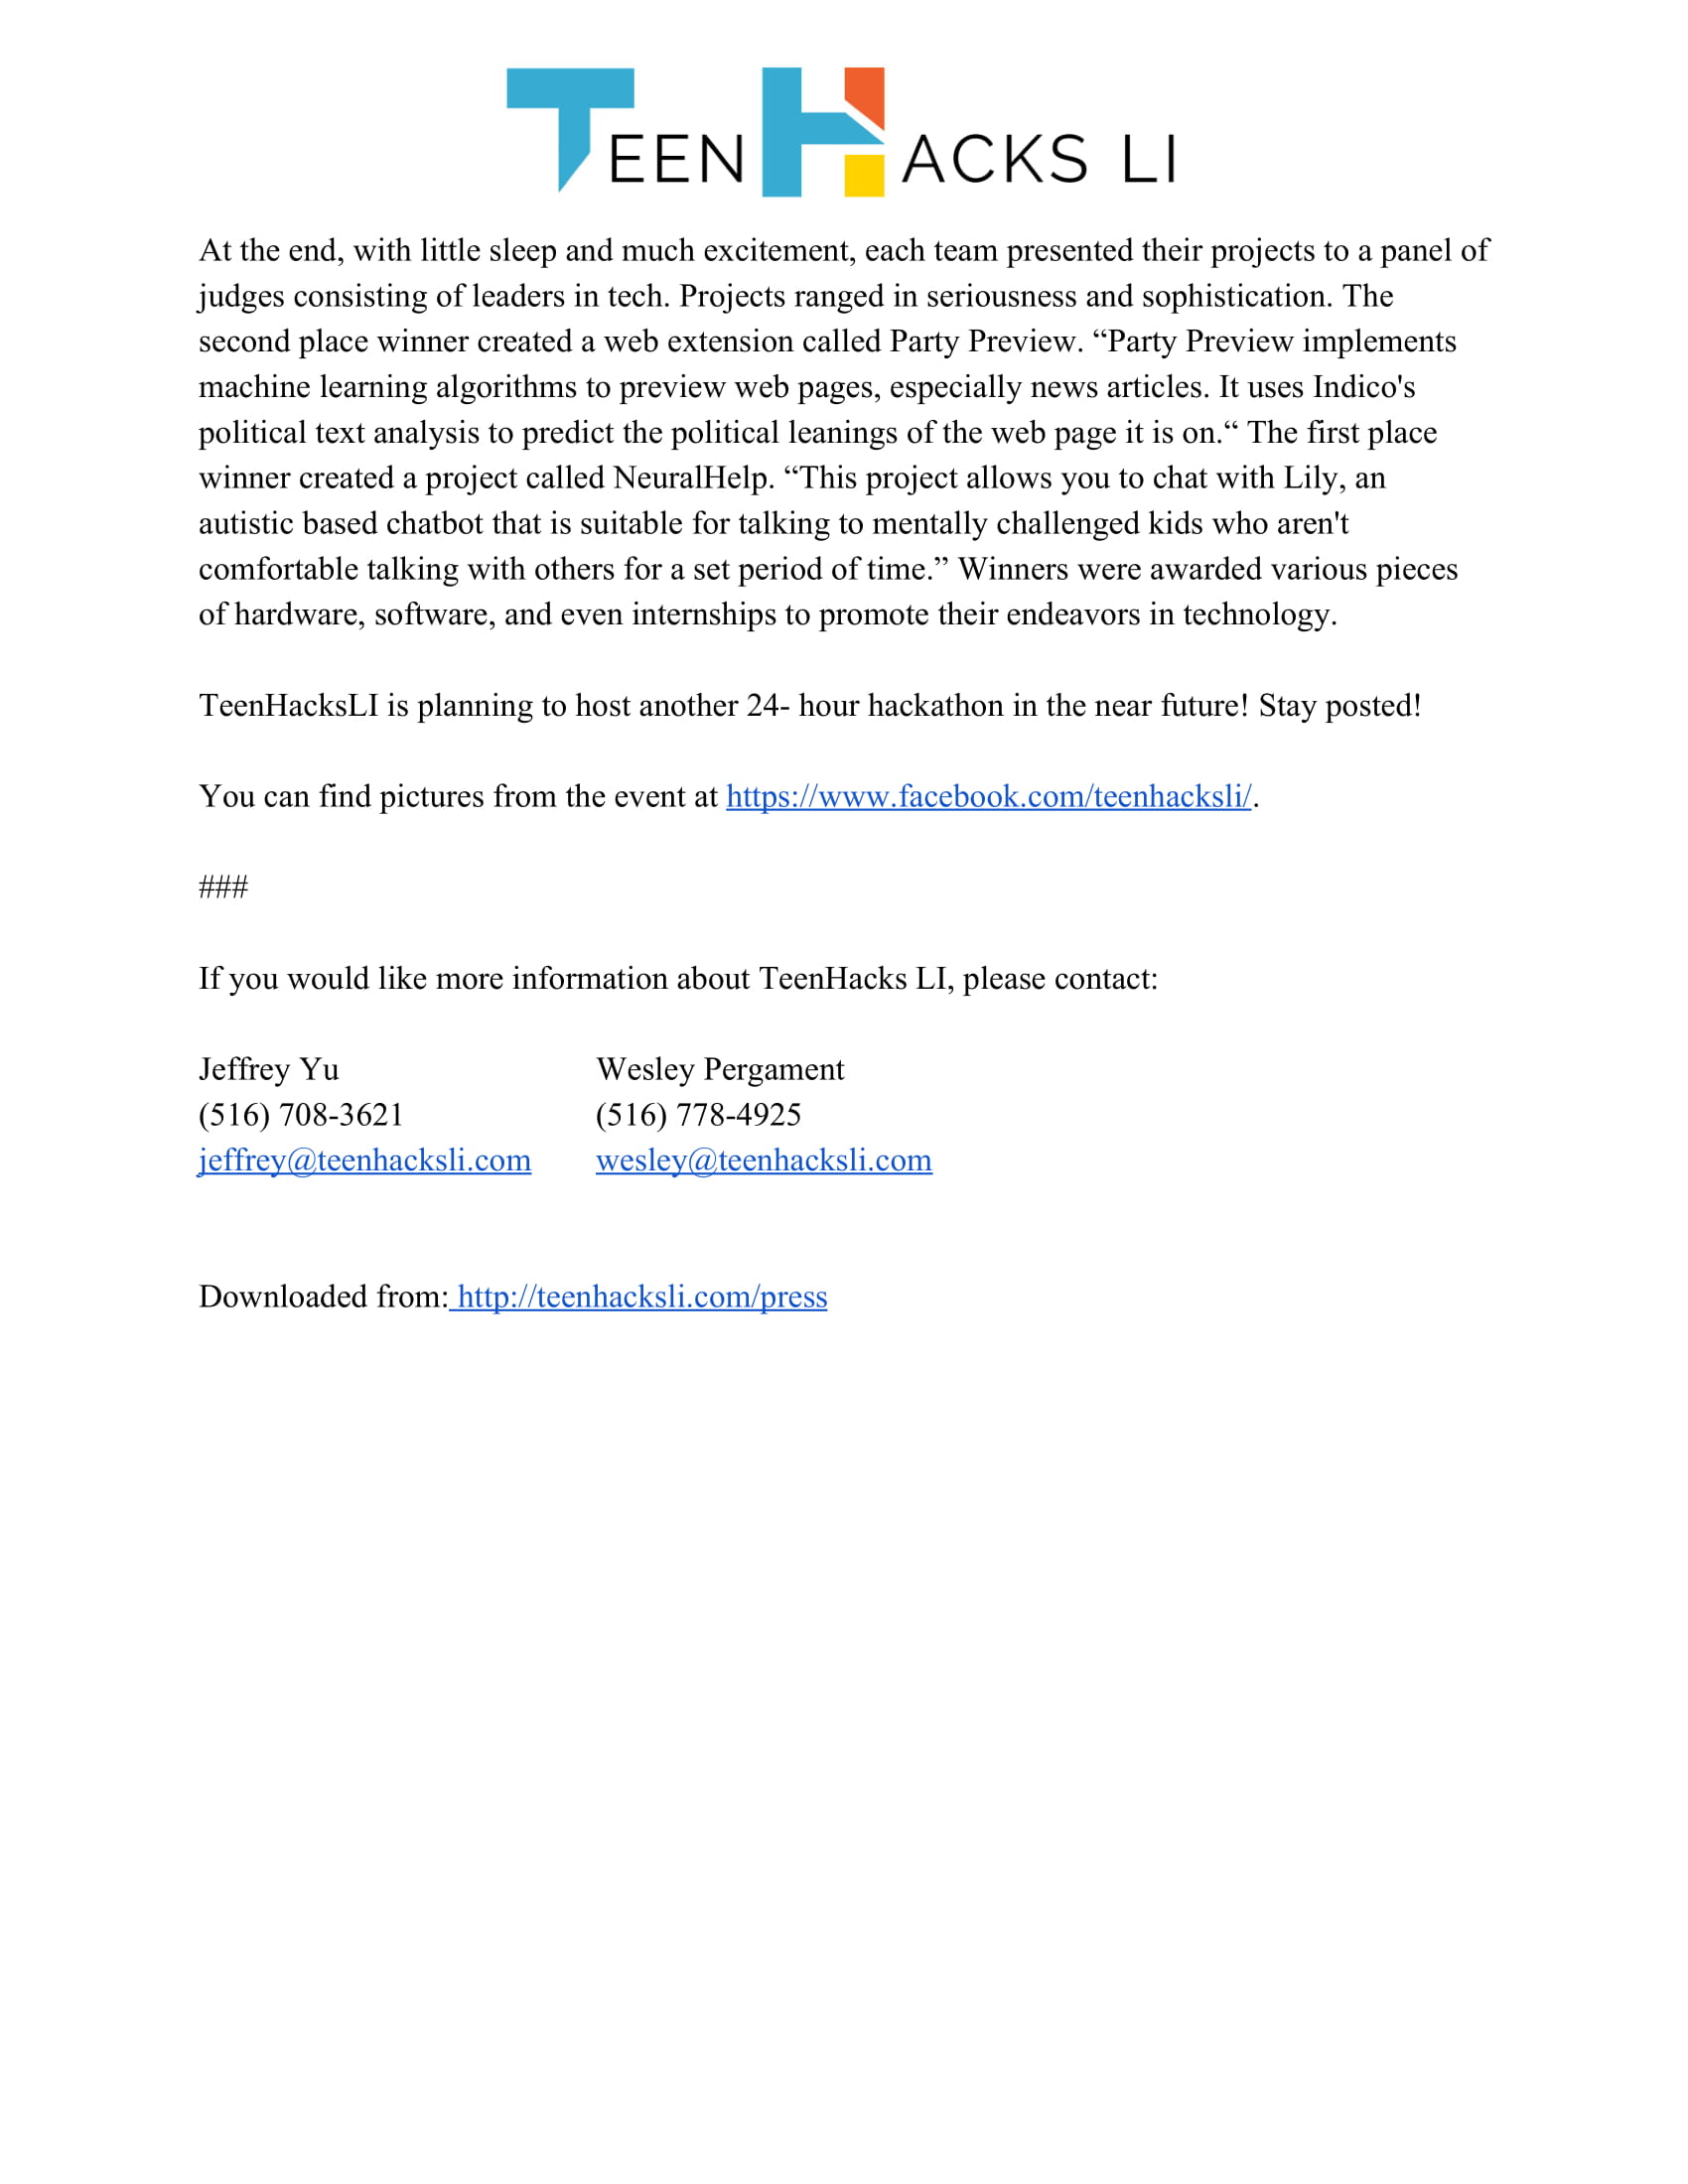 TEEN HACKS LI
At the end, with little sleep and much excitement, each team presented their projects to a panel of
judges consisting of leaders in tech. Projects ranged in seriousness and sophistication. The
second place winner created a web extension called Party Preview. “Party Preview implements
machine learning algorithms to preview web pages, especially news articles. It uses Indico's
political text analysis to predict the political leanings of the web page it is on.“ The first place
winner created a project called NeuralHelp. “This project allows you to chat with Lily, an
autistic based chatbot that is suitable for talking to mentally challenged kids who aren't
comfortable talking with others for a set period of time.” Winners were awarded various pieces
of hardware, software, and even internships to promote their endeavors in technology.
TeenHacksLI is planning to host another 24- hour hackathon in the near future! Stay posted!
You can find pictures from the event at https://www.facebook.com/teenhacksli/.
###
If you would like more information about TeenHacks LI, please contact:
Jeffrey Yu Wesley Pergament
(516) 708-3621 (516) 778-4925
jeffrey@teenhacksli.com wesley@teenhacksli.com
Downloaded from: http://teenhacksli.com/press